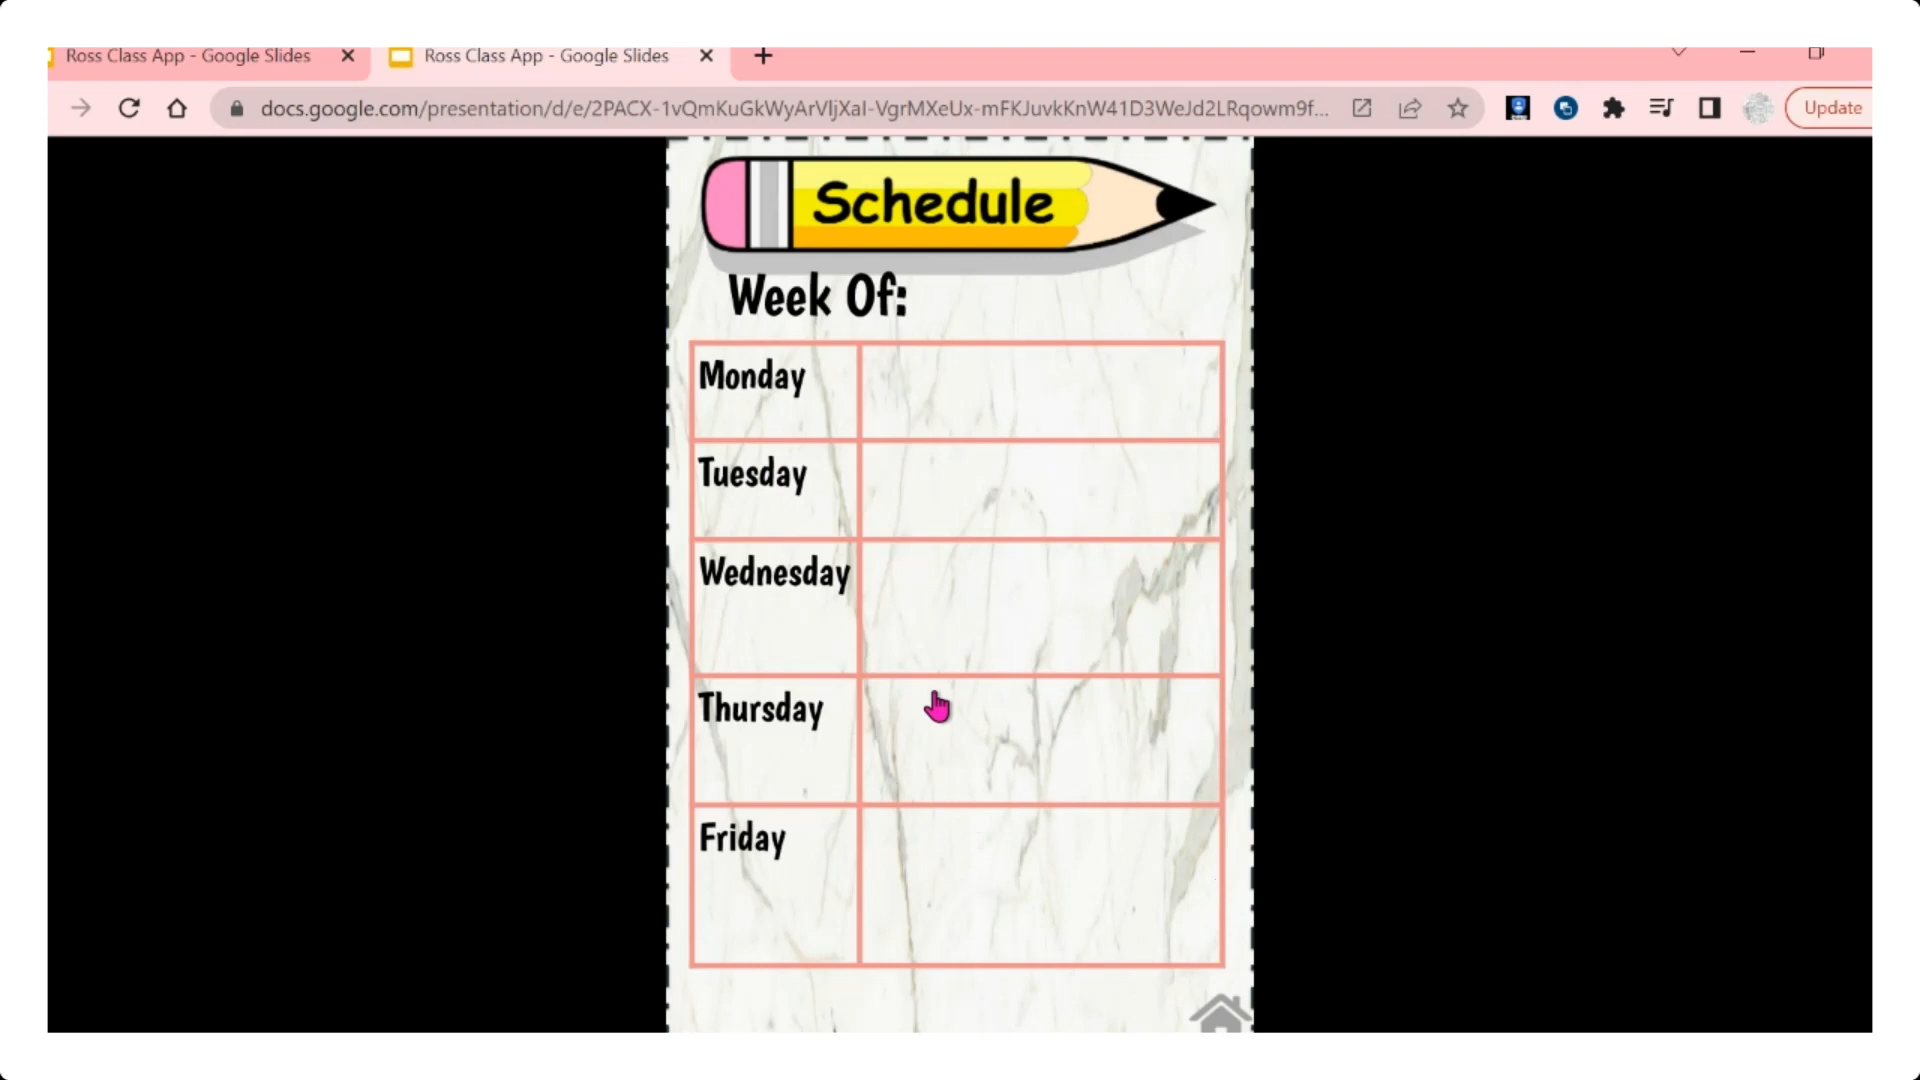 Ross Class App - Google Slides
Ross Class App - Google Slides
docs.google.com/presentation/d/e/2PACX-1vQmKuGkWyArVljXaI-VgrMXeUx-mFKJuvkKnW41D3WeJd2LRqowm9f...
Update
Schedule
Week Of:
Monday
Tuesday
Wednesday
Thursday
Friday